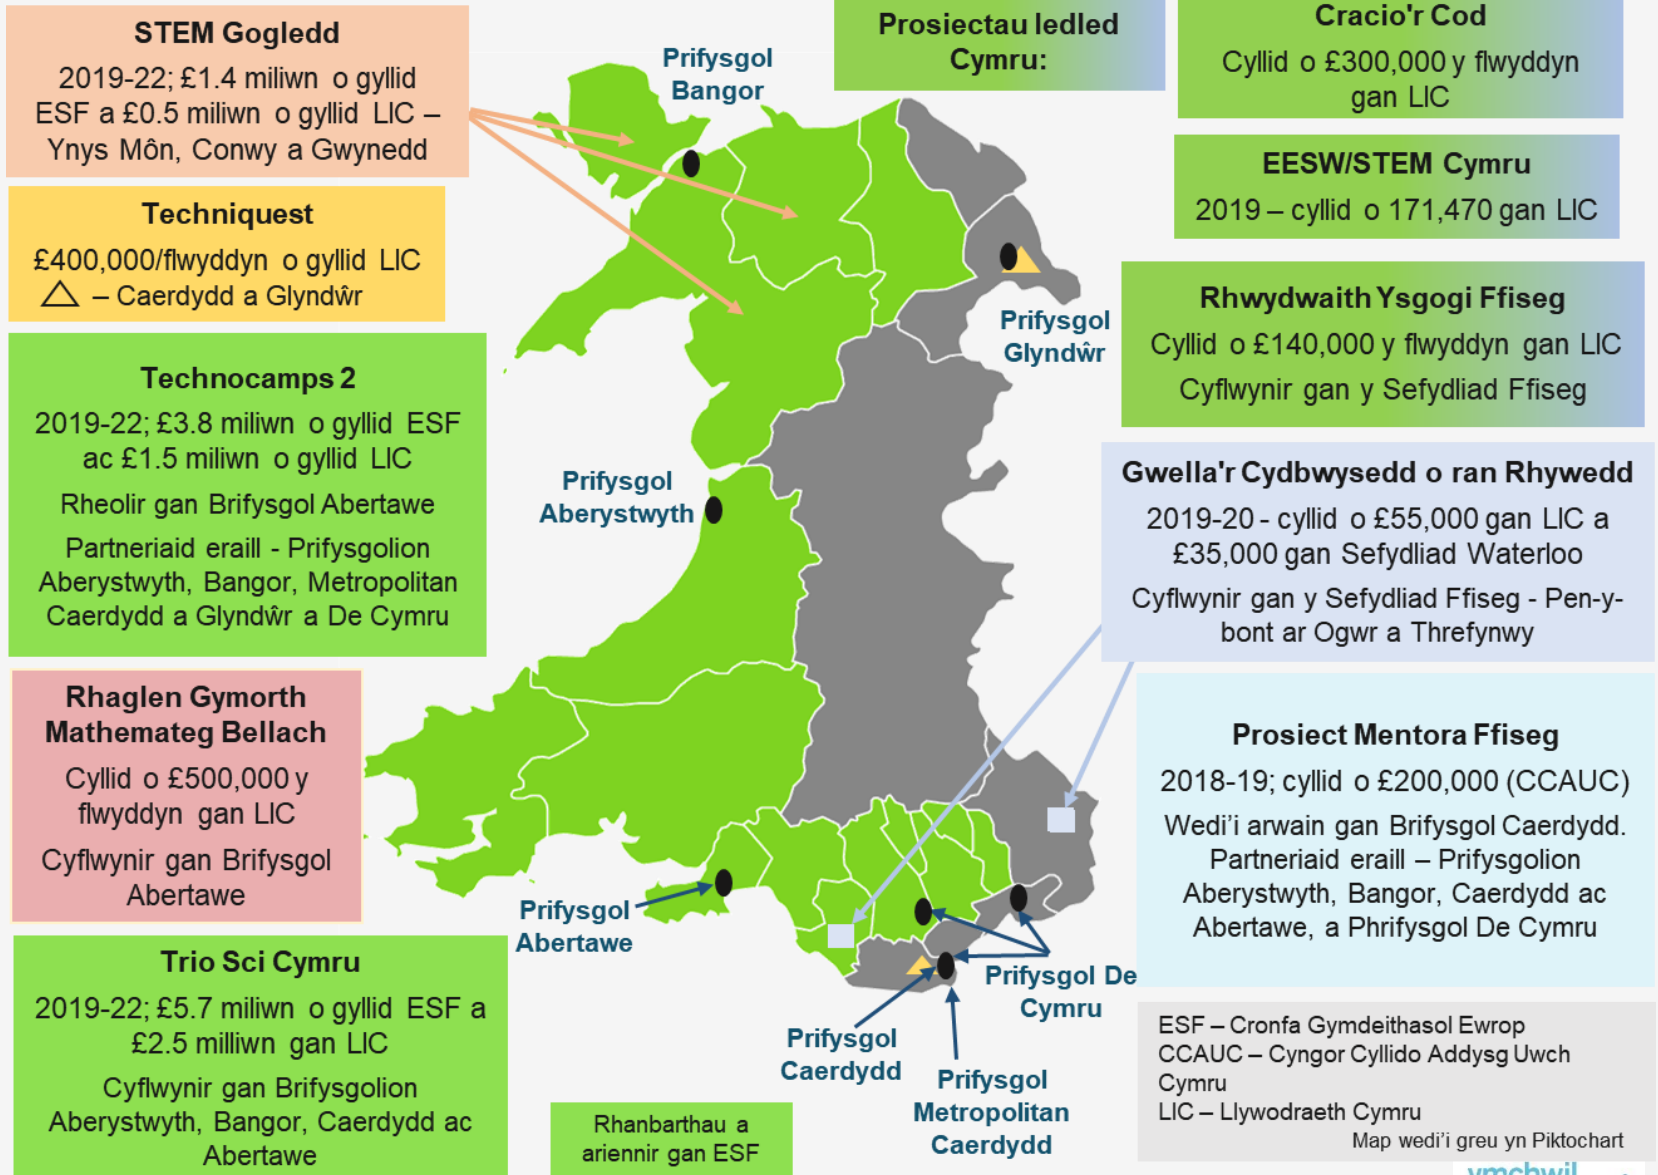 STEM Gogledd
2019-22; £1.4 miliwn o gyllid
ESF a £0.5 miliwn o gyllid LIC –
Ynys Môn, Conwy a Gwynedd
Techniquest
£400,000/flwyddyn o gyllid LIC
– Caerdydd a Glyndŵr
Technocamps 2
2019-22; £3.8 miliwn o gyllid ESF
ac £1.5 miliwn o gyllid LIC
Rheolir gan Brifysgol Abertawe
Partneriaid eraill - Prifysgolion
Aberystwyth, Bangor, Metropolitan
Caerdydd a Glyndŵr a De Cymru
Rhaglen Gymorth
Mathemateg Bellach
Cyllid o £500,000 y
flwyddyn gan LIC
Cyflwynir gan Brifysgol
Abertawe
Trio Sci Cymru
2019-22; £5.7 miliwn o gyllid ESF a
£2.5 milliwn gan LIC
Cyflwynir gan Brifysgolion
Aberystwyth, Bangor, Caerdydd ac
Abertawe
Prifysgol
Bangor
Prifysgol
Glyndŵr
Prifysgol
Aberystwyth
Prifysgol
Abertawe
Prifysgol De
Cymru
Prifysgol
Caerdydd
Prifysgol
Metropolitan
Caerdydd
Rhanbarthau a
ariennir gan ESF
Prosiectau ledled
Cymru:
Cracio'r Cod
Cyllid o £300,000 y flwyddyn
gan LIC
EESW/STEM Cymru
2019 – cyllid o 171,470 gan LIC
Rhwydwaith Ysgogi Ffiseg
Cyllid o £140,000 y flwyddyn gan LIC
Cyflwynir gan y Sefydliad Ffiseg
Gwella'r Cydbwysedd o ran Rhywedd
2019-20 - cyllid o £55,000 gan LIC a
£35,000 gan Sefydliad Waterloo
Cyflwynir gan y Sefydliad Ffiseg - Pen-y-
bont ar Ogwr a Threfynwy
Prosiect Mentora Ffiseg
2018-19; cyllid o £200,000 (CCAUC)
Wedi’i arwain gan Brifysgol Caerdydd.
Partneriaid eraill – Prifysgolion
Aberystwyth, Bangor, Caerdydd ac
Abertawe, a Phrifysgol De Cymru
ESF – Cronfa Gymdeithasol Ewrop
CCAUC – Cyngor Cyllido Addysg Uwch
Cymru
LIC – Llywodraeth Cymru
Map wedi’i greu yn Piktochart
ymchwil